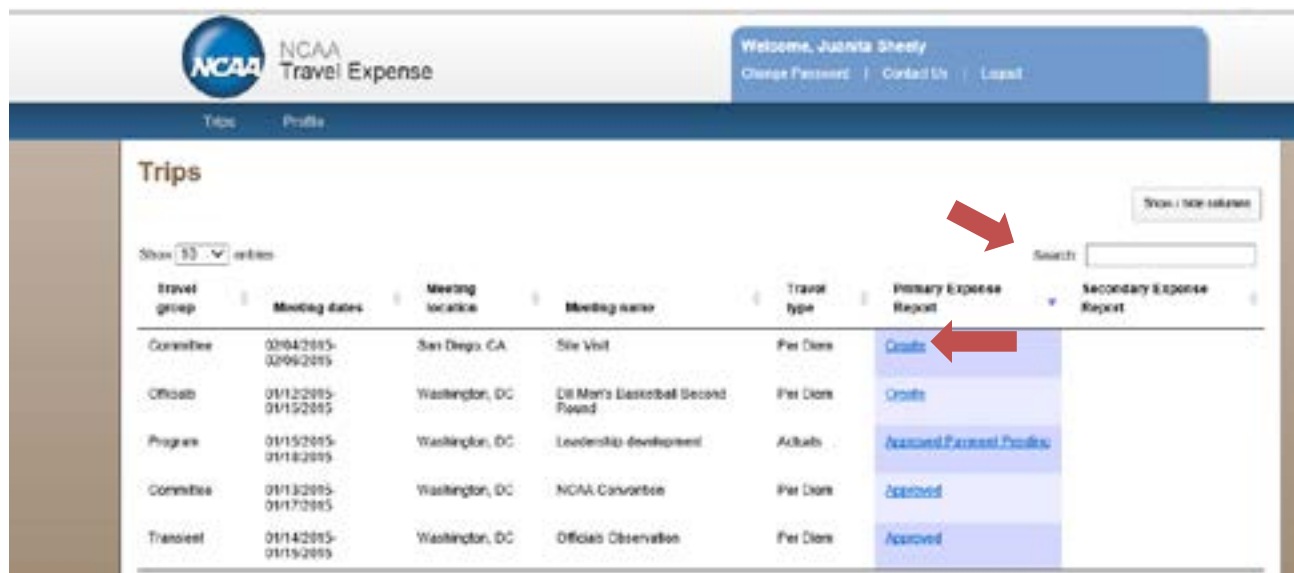 NCAA
NCAA
Travel Expense
Welcome, Juanita Sheely
Change Password | Contact Us | Logout
Trips Profile
Trips
Show / hide columns
Show 10 entries
Search:
Travel group Meeting dates Meeting location Meeting name Travel type Primary Expense Report Secondary Expense Report
Committee 02/04/2015- San Diego, CA Site Visit Per Diem Create
02/06/2015
Officials 01/12/2015- Washington, DC Men's Basketball Second Per Diem Create
01/15/2015 Round
Program 01/15/2015- Washington, DC Leadership development Actuals Approved Payment Pending
01/18/2015
Committee 01/13/2015- Washington, DC NCAA Convention Per Diem Approved
01/17/2015
Transient 01/14/2015- Washington, DC Officials Observation Per Diem Approved
01/15/2015